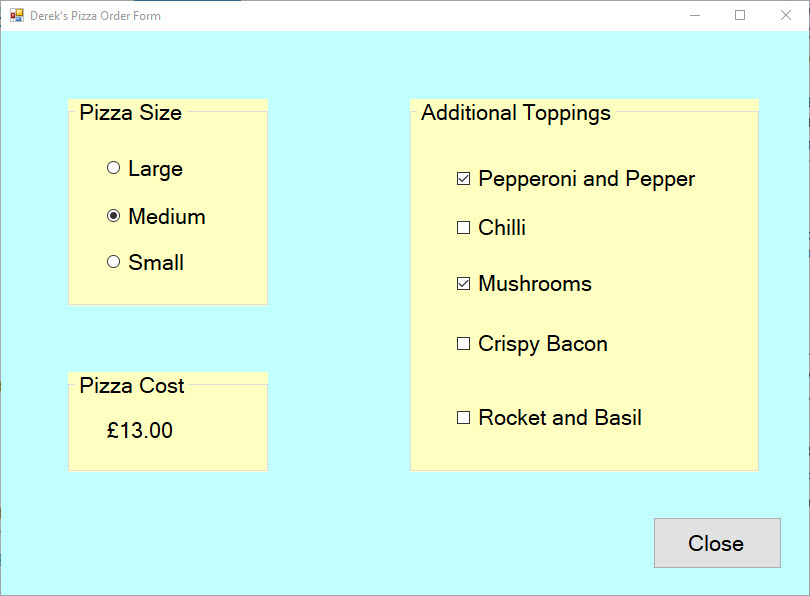 Derek's Pizza Order Form
Pizza Size
Large
Medium
Small
Pizza Cost
£13.00
Additional Toppings
Pepperoni and Pepper
Chilli
Mushrooms
Crispy Bacon
Rocket and Basil
Close